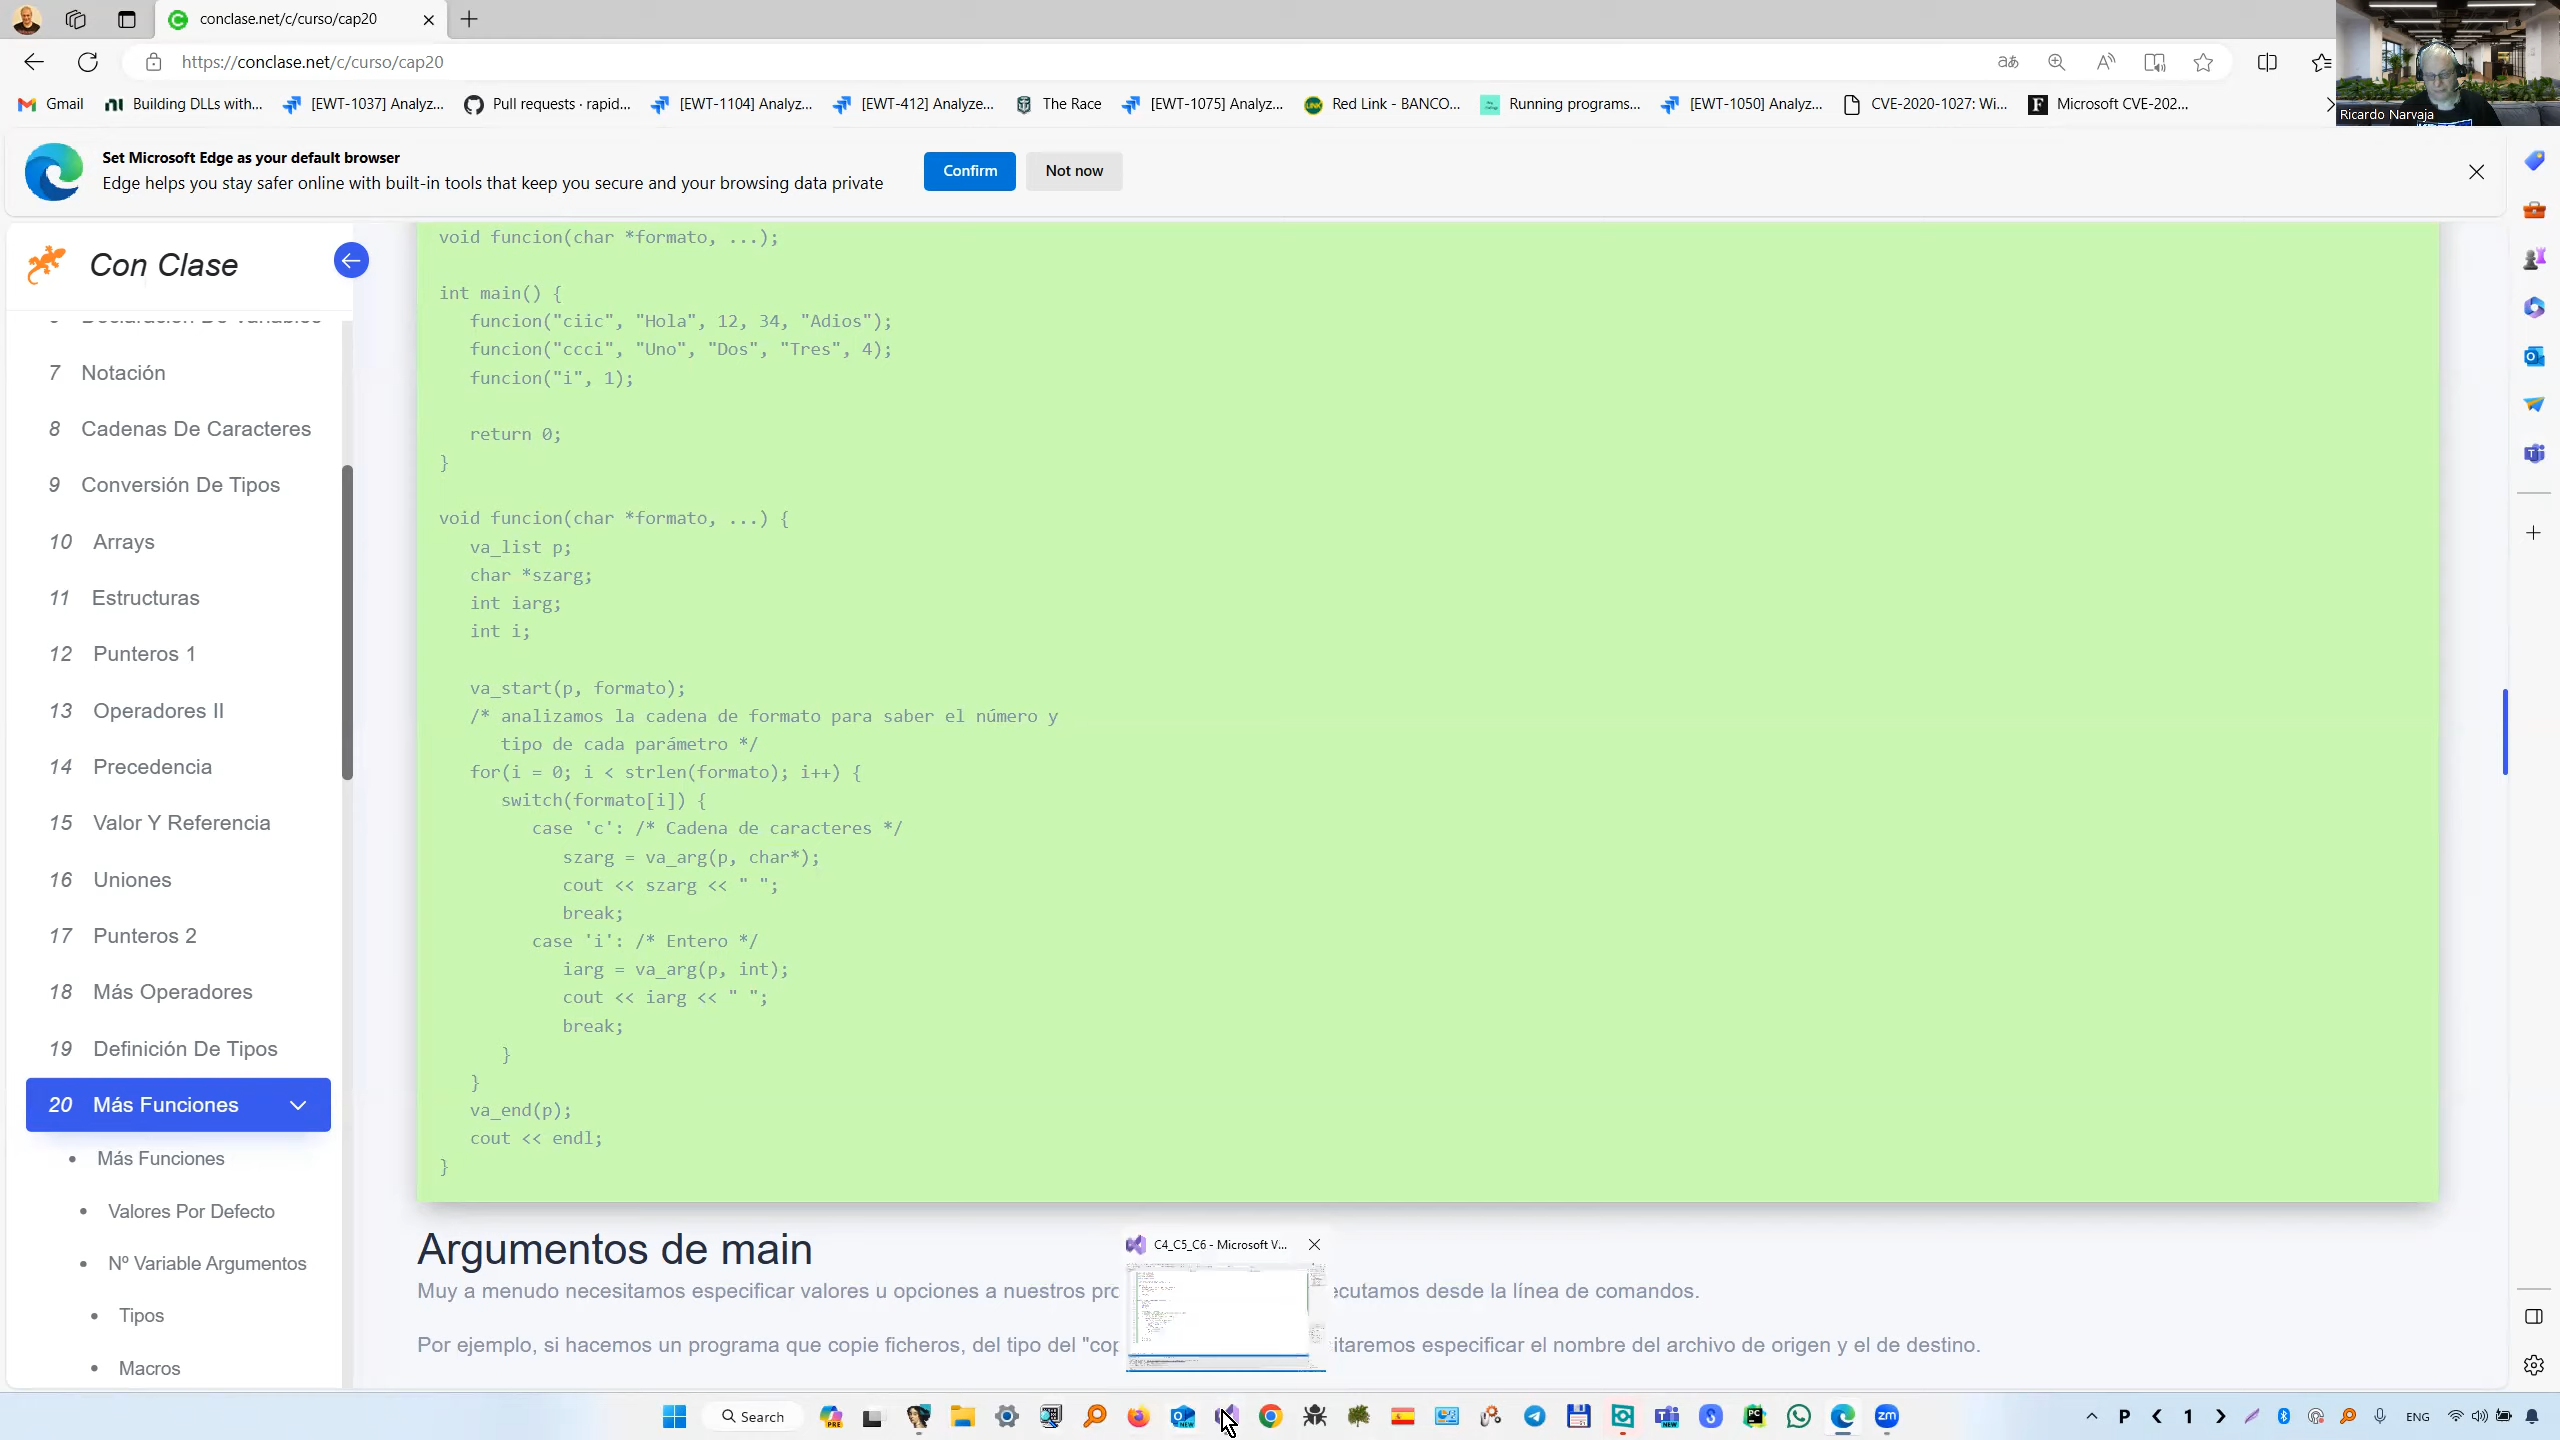 conclase.net/c/curso/cap20
https://conclase.net/c/curso/cap20
Gmail
Building DLLs with...
[EWT-1037] Analyz...
Pull requests · rapid...
[EWT-1104] Analyz...
[EWT-412] Analyze...
The Race
[EWT-1075] Analyz...
Red Link - BANCO...
Running programs...
[EWT-1050] Analyz...
CVE-2020-1027: Wi...
Microsoft CVE-202...
Ricardo Narvaja
Set Microsoft Edge as your default browser
Edge helps you stay safer online with built-in tools that keep you secure and your browsing data private
Confirm
Not now
Con Clase
7 Notación
8 Cadenas De Caracteres
9 Conversión De Tipos
10 Arrays
11 Estructuras
12 Punteros 1
13 Operadores II
14 Precedencia
15 Valor Y Referencia
16 Uniones
17 Punteros 2
18 Más Operadores
19 Definición De Tipos
20 Más Funciones
• Más Funciones
• Valores Por Defecto
• Nº Variable Argumentos
• Tipos
• Macros
void funcion(char *formato, ...);
int main() {
funcion("ciic", "Hola", 12, 34, "Adios");
funcion("ccci", "Uno", "Dos", "Tres", 4);
funcion("i", 1);
return 0;
}
void funcion(char *formato, ...) {
va_list p;
char *szarg;
int iarg;
int i;
va_start(p, formato);
/* analizamos la cadena de formato para saber el número y
tipo de cada parámetro */
for(i = 0; i < strlen(formato); i++) {
switch(formato[i]) {
case 'c': /* Cadena de caracteres */
szarg = va_arg(p, char*);
cout << szarg << " ";
break;
case 'i': /* Entero */
iarg = va_arg(p, int);
cout << iarg << " ";
break;
}
}
va_end(p);
cout << endl;
}
Argumentos de main
Muy a menudo necesitamos especificar valores u opciones a nuestros pro
ecutamos desde la línea de comandos.
Por ejemplo, si hacemos un programa que copie ficheros, del tipo del "cop
itaremos especificar el nombre del archivo de origen y el de destino.
C4_C5_C6 - Microsoft V...
Search
ENG